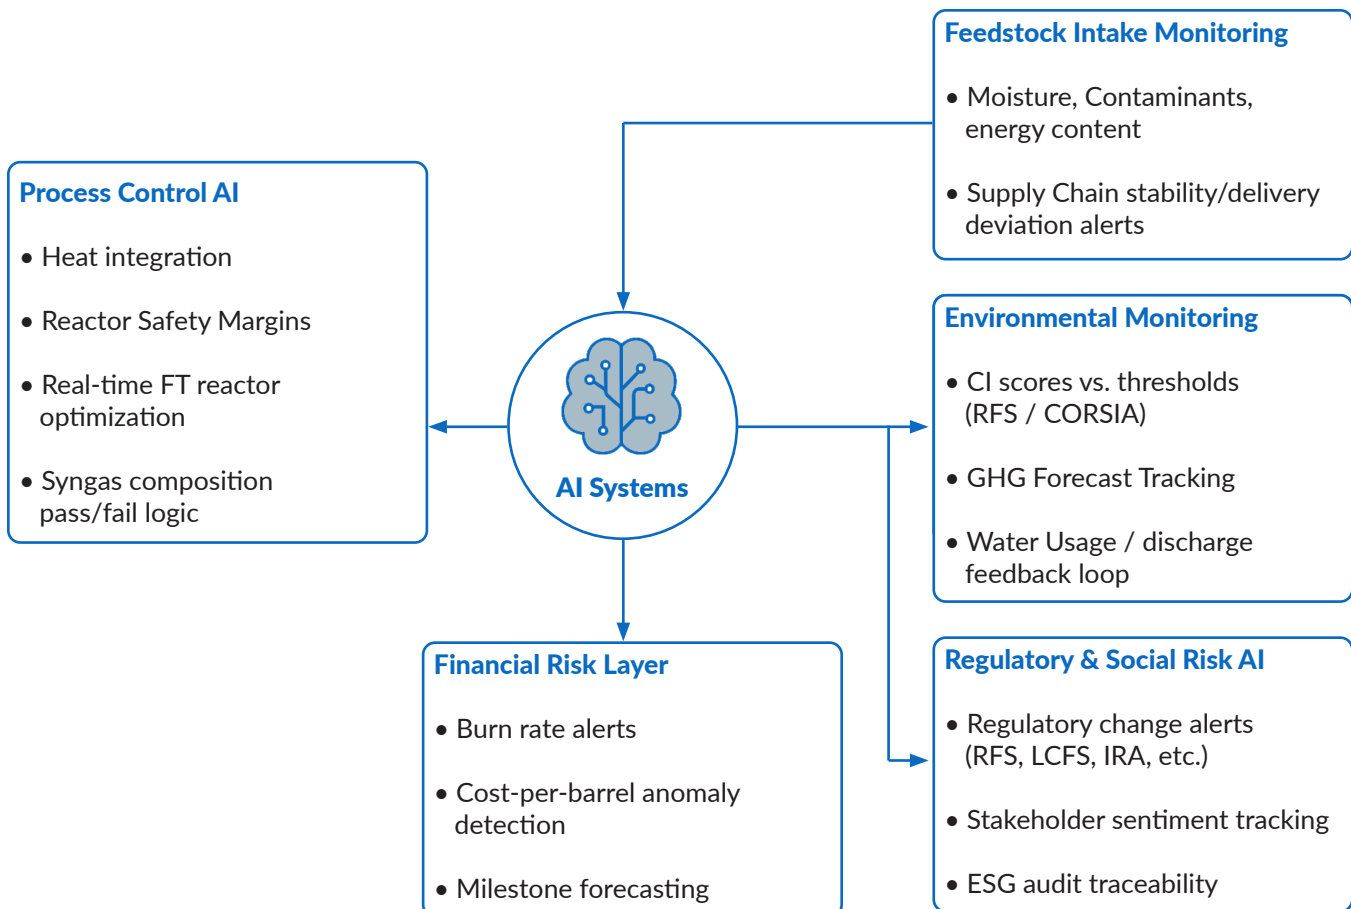 Feedstock Intake Monitoring
• Moisture, Contaminants,
energy content
• Supply Chain stability/delivery
deviation alerts
Process Control AI
• Heat integration
• Reactor Safety Margins
• Real-time FT reactor
optimization
• Syngas composition
pass/fail logic
AI Systems
Environmental Monitoring
• CI scores vs. thresholds
(RFS / CORSIA)
• GHG Forecast Tracking
• Water Usage / discharge
feedback loop
Financial Risk Layer
• Burn rate alerts
• Cost-per-barrel anomaly
detection
• Milestone forecasting
Regulatory & Social Risk AI
• Regulatory change alerts
(RFS, LCFS, IRA, etc.)
• Stakeholder sentiment tracking
• ESG audit traceability